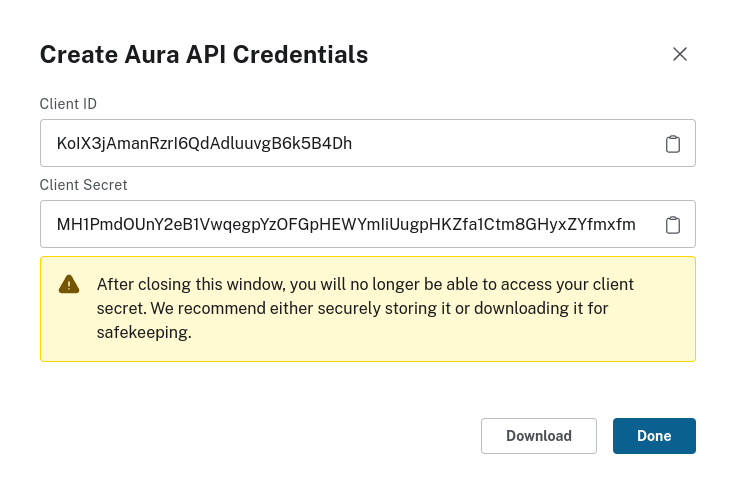 Create Aura API Credentials
Client ID
KoIX3jAmanRzrI6QdAdluuvgB6k5B4Dh
Client Secret
MH1PmdOUnY2eB1VwqegpYzOFGpHEWYmIiUugpHKZfa1Ctm8GHyxZYfmxfm
After closing this window, you will no longer be able to access your client
secret. We recommend either securely storing it or downloading it for
safekeeping.
Download
Done